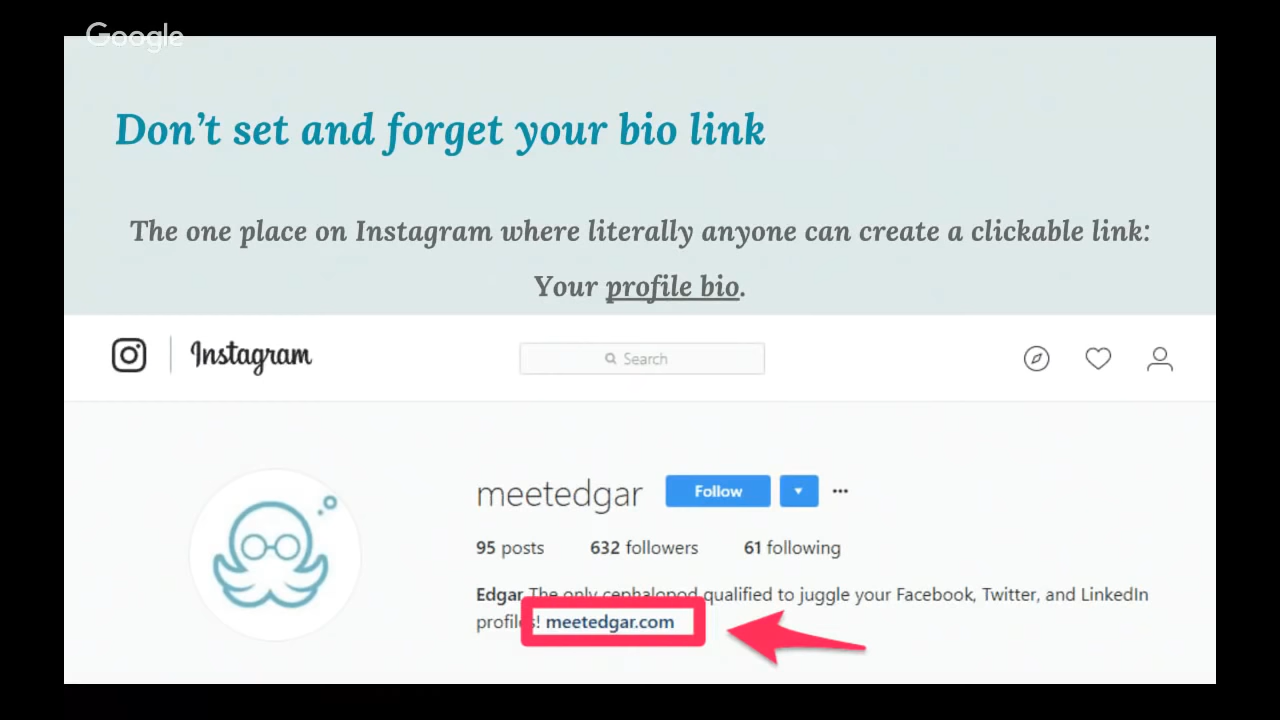 Google
Don't set and forget your bio link
The one place on Instagram where literally anyone can create a clickable link:
Your profile bio.
Instagram
Search
meetedgar Follow
95 posts 632 followers 61 following
Edgar The only cephalopod qualified to juggle your Facebook, Twitter, and LinkedIn
profiles! meetedgar.com